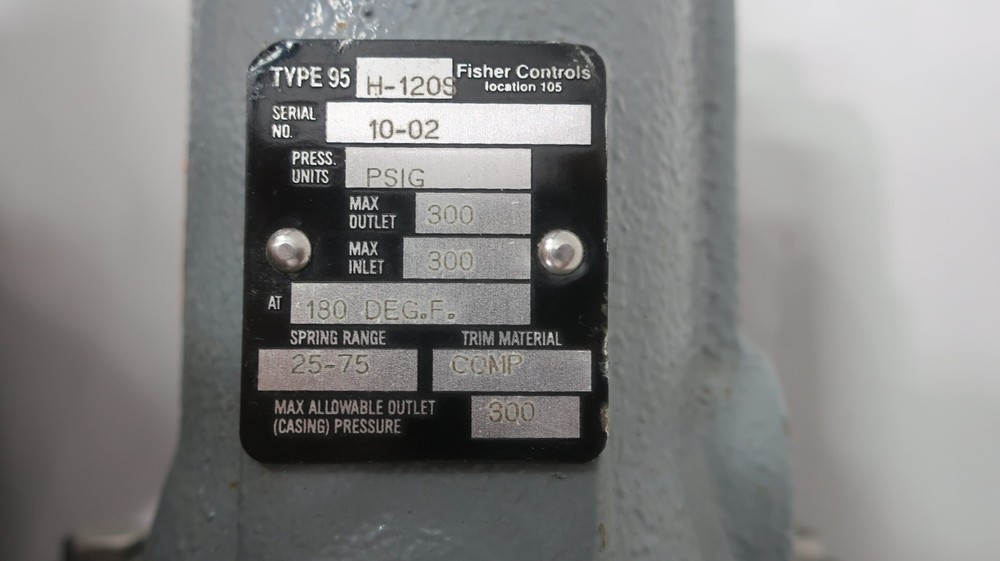 TYPE 95 H-120S Fisher Controls
location 105
SERIAL NO. 10-02
PRESS. UNITS PSIG
MAX OUTLET 300
MAX INLET 300
AT 180 DEG.F.
SPRING RANGE TRIM MATERIAL
25-75 COMP
MAX ALLOWABLE OUTLET
(CASING) PRESSURE 300